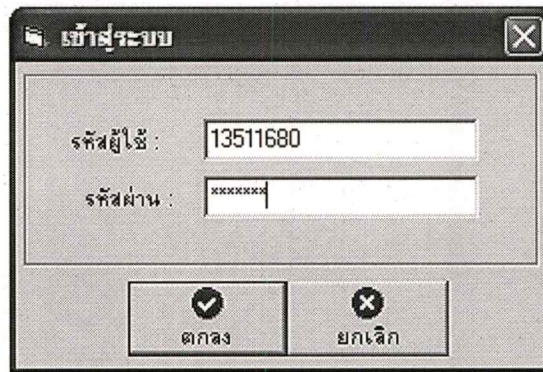 เข้าสู่ระบบ
รหัสผู้ใช้ : 13511680
รหัสผ่าน : *******
ตกลง ยกเลิก